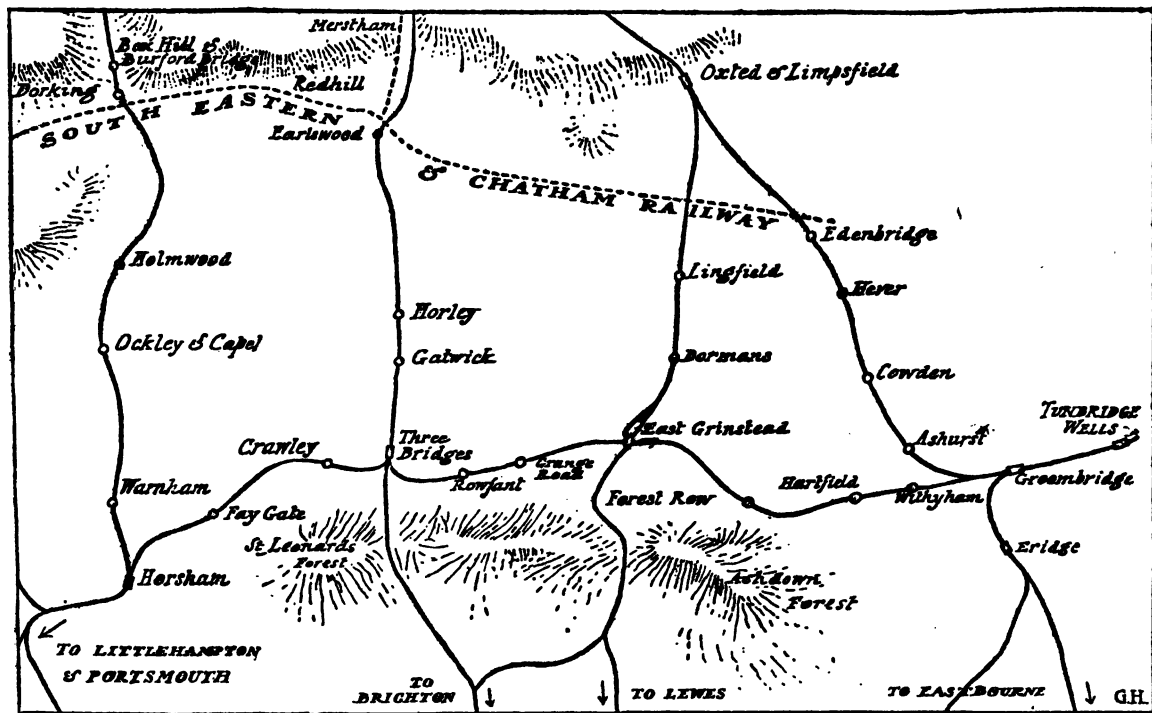 Merstham
Box Hill &
Burford Bridge
Dorking
Redhill
Oxted & Limpsfield
SOUTH EASTERN
& CHATHAM RAILWAY
Earlswood
Edenbridge
Holmwood
Lingfield
Hever
Horley
Ockley & Capel
Gatwick
Dormans
Cowden
TUNBRIDGE
WELLS
Ashurst
East Grinstead
Three
Bridges
Crawley
Grange
Road
Rowfant
Groombridge
Hartfield
Withyham
Forest Row
Warnham
Fay Gate
St. Leonards
Forest
Eridge
Horsham
Ashdown
Forest
TO LITTLEHAMPTON
& PORTSMOUTH
TO
BRIGHTON
TO LEWES
TO EASTBOURNE
G.H.